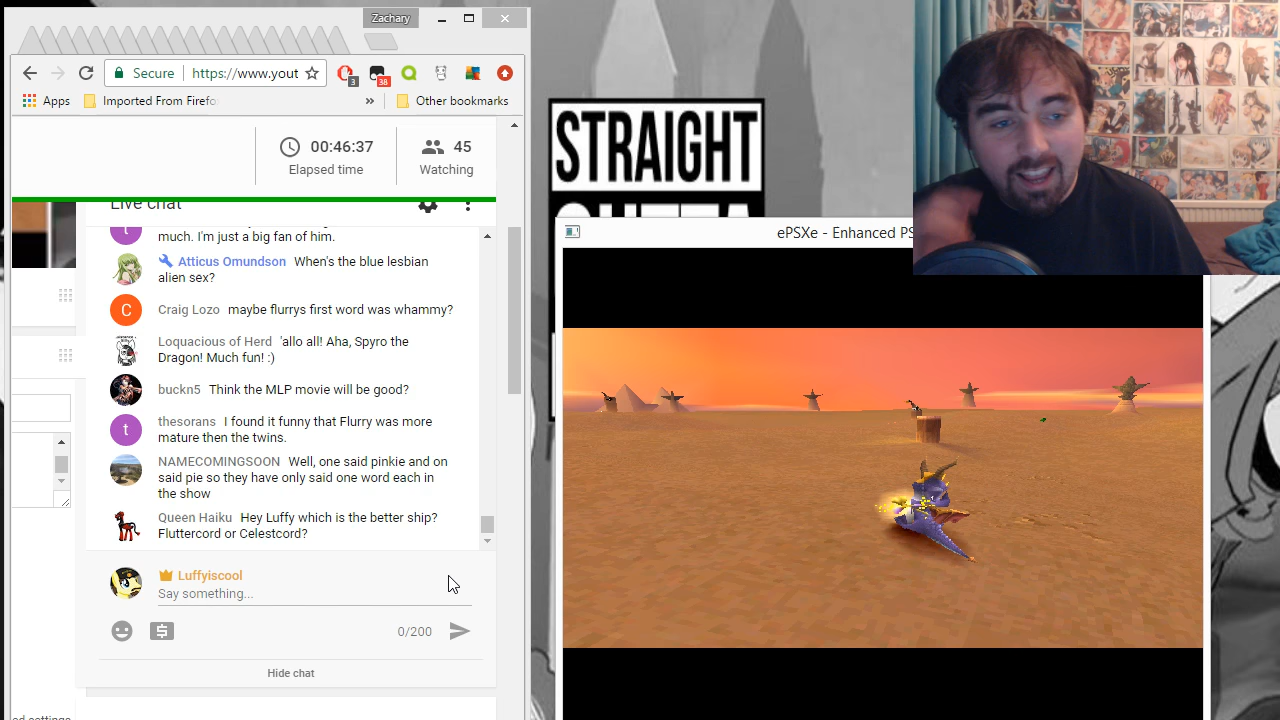 Zachary
Secure https://www.yout
3
38
Apps Imported From Firefo
» Other bookmarks
00:46:37
Elapsed time
45
Watching
Live chat
t
much. I'm just a big fan of him.
Atticus Omundson When's the blue lesbian
alien sex?
C Craig Lozo maybe flurrys first word was whammy?
Loquacious of Herd 'allo all! Aha, Spyro the
Dragon! Much fun! :)
buckn5 Think the MLP movie will be good?
t thesorans I found it funny that Flurry was more
mature then the twins.
NAMECOMINGSOON Well, one said pinkie and on
said pie so they have only said one word each in
the show
Queen Haiku Hey Luffy which is the better ship?
Fluttercord or Celestcord?
Luffyiscool
Say something...
0/200
Hide chat
ed settings
STRAIGHT
ePSXe - Enhanced PS